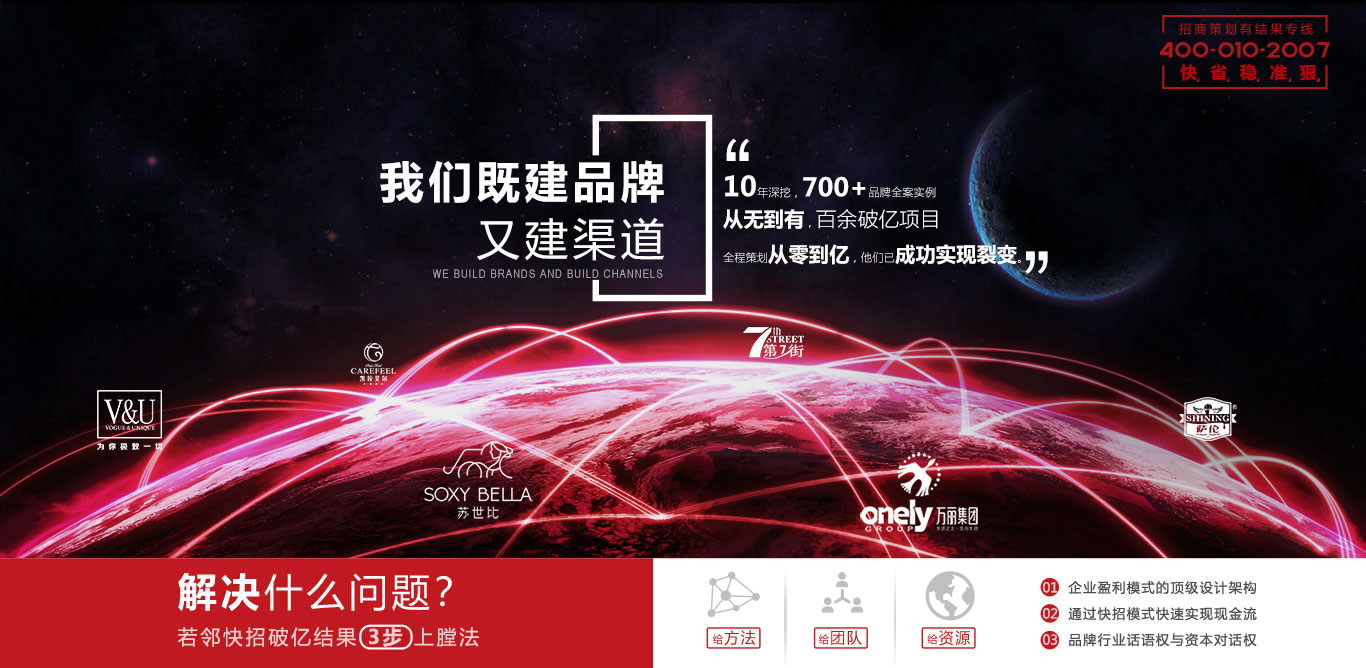 招商策划有结果专线
400-010-2007
快, 省, 稳, 准, 狠,
我们既建品牌
又建渠道
WE BUILD BRANDS AND BUILD CHANNELS
“
10年深挖，700+品牌全案实例
从无到有，百余破亿项目
全程策划从零到亿，他们已成功实现裂变。
”
7th STREET
第7街
CAREFEEL
V&U
VOGUE & UNIQUE
为你极致一切
SHINING®
萨伦
SOXY BELLA
苏世比
onely万丽集团
GROUP
解决什么问题？
若邻快招破亿结果3步上膛法
给方法
给团队
给资源
01 企业盈利模式的顶级设计架构
02 通过快招模式快速实现现金流
03 品牌行业话语权与资本对话权